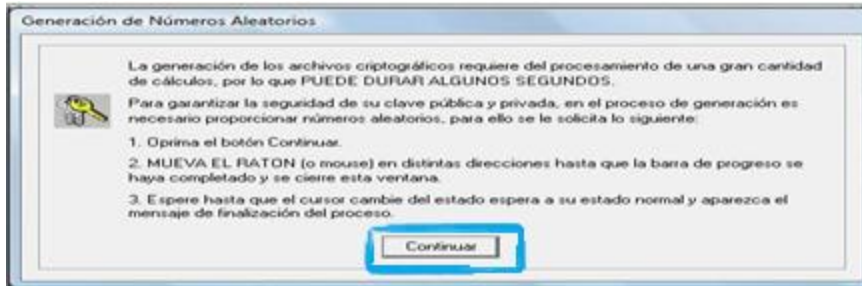 Generación de Números Aleatorios
La generación de los archivos criptográficos requiere del procesamiento de una gran cantidad
de cálculos, por lo que PUEDE DURAR ALGUNOS SEGUNDOS.
Para garantizar la seguridad de su clave pública y privada, en el proceso de generación es
necesario proporcionar números aleatorios, para ello se le solicita lo siguiente:
1. Oprima el botón Continuar.
2. MUEVA EL RATON (o mouse) en distintas direcciones hasta que la barra de progreso se
haya completado y se cierre esta ventana.
3. Espere hasta que el cursor cambie del estado espera a su estado normal y aparezca el
mensaje de finalización del proceso.
Continuar